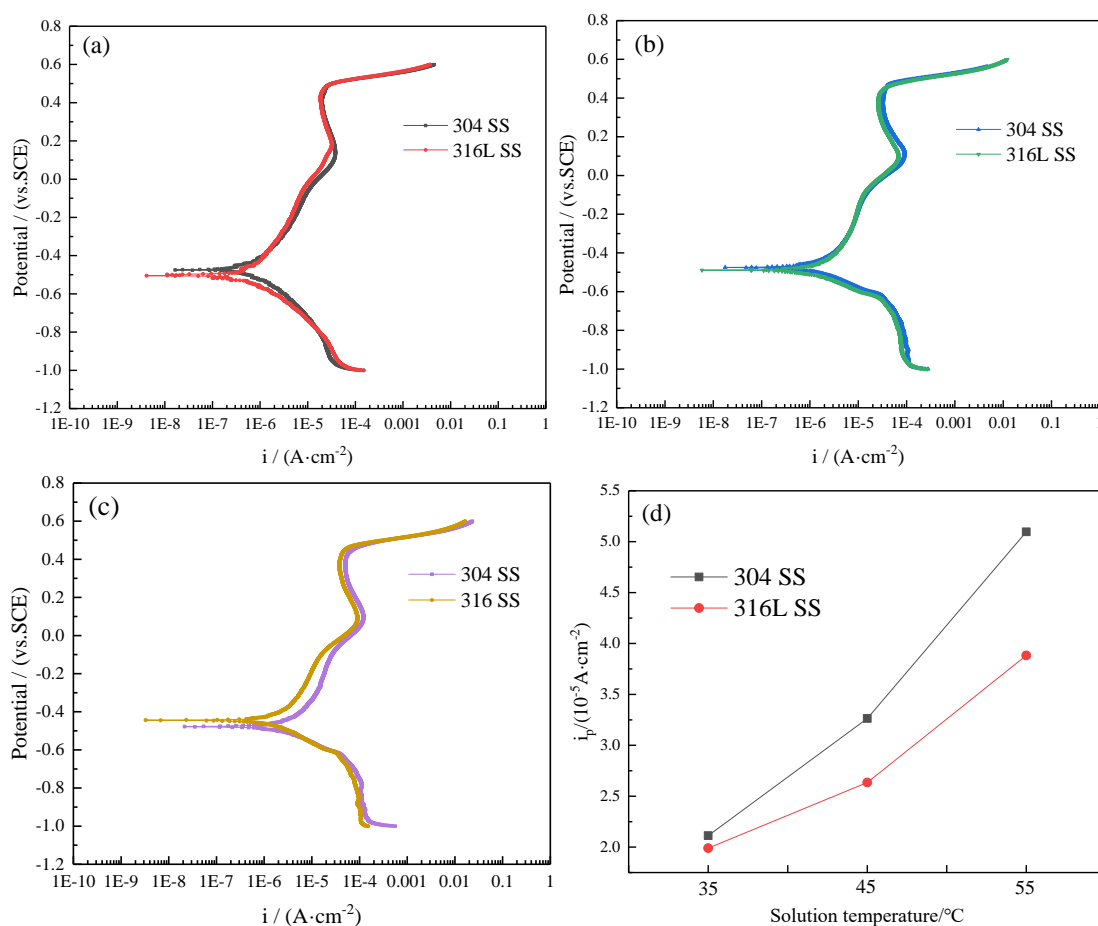 (a)
0.6
0.4
0.2
0.0
-0.2
-0.4
-0.6
-0.8
-1.0
-1.2
Potential / (vs.SCE)
304 SS
316L SS
1E-10 1E-9 1E-8 1E-7 1E-6 1E-5 1E-4 0.001 0.01 0.1 1
i / (A·cm⁻²)
(b)
0.8
0.6
0.4
0.2
0.0
-0.2
-0.4
-0.6
-0.8
-1.0
-1.2
Potential / (vs.SCE)
304 SS
316L SS
1E-10 1E-9 1E-8 1E-7 1E-6 1E-5 1E-4 0.001 0.01 0.1
i / (A·cm⁻²)
(c)
0.8
0.6
0.4
0.2
0.0
-0.2
-0.4
-0.6
-0.8
-1.0
-1.2
Potential / (vs.SCE)
304 SS
316 SS
1E-10 1E-9 1E-8 1E-7 1E-6 1E-5 1E-4 0.001 0.01 0.1
i / (A·cm⁻²)
(d)
5.5
5.0
4.5
4.0
3.5
3.0
2.5
2.0
iₚ/(10⁻⁵A·cm⁻²)
304 SS
316L SS
35 45 55
Solution temperature/°C